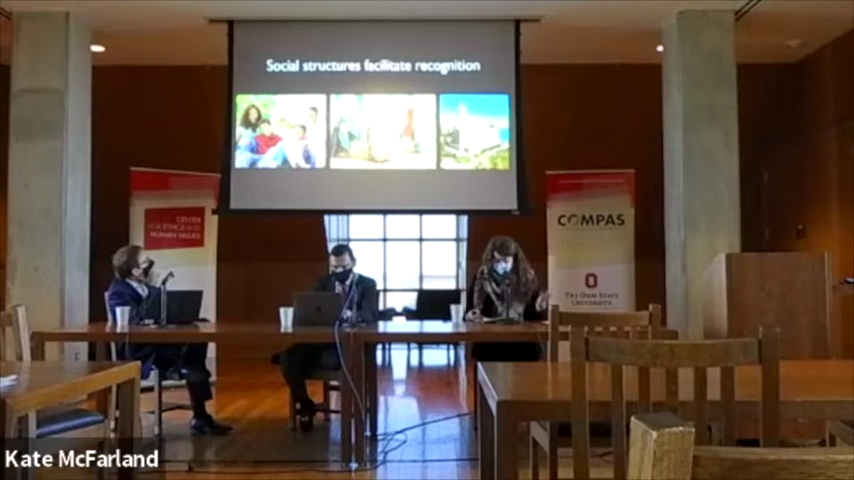 Social structures facilitate recognition
CENTER
FOR ETHICS AND
HUMAN VALUES
COMPAS
THE OHIO STATE
UNIVERSITY
Kate McFarland